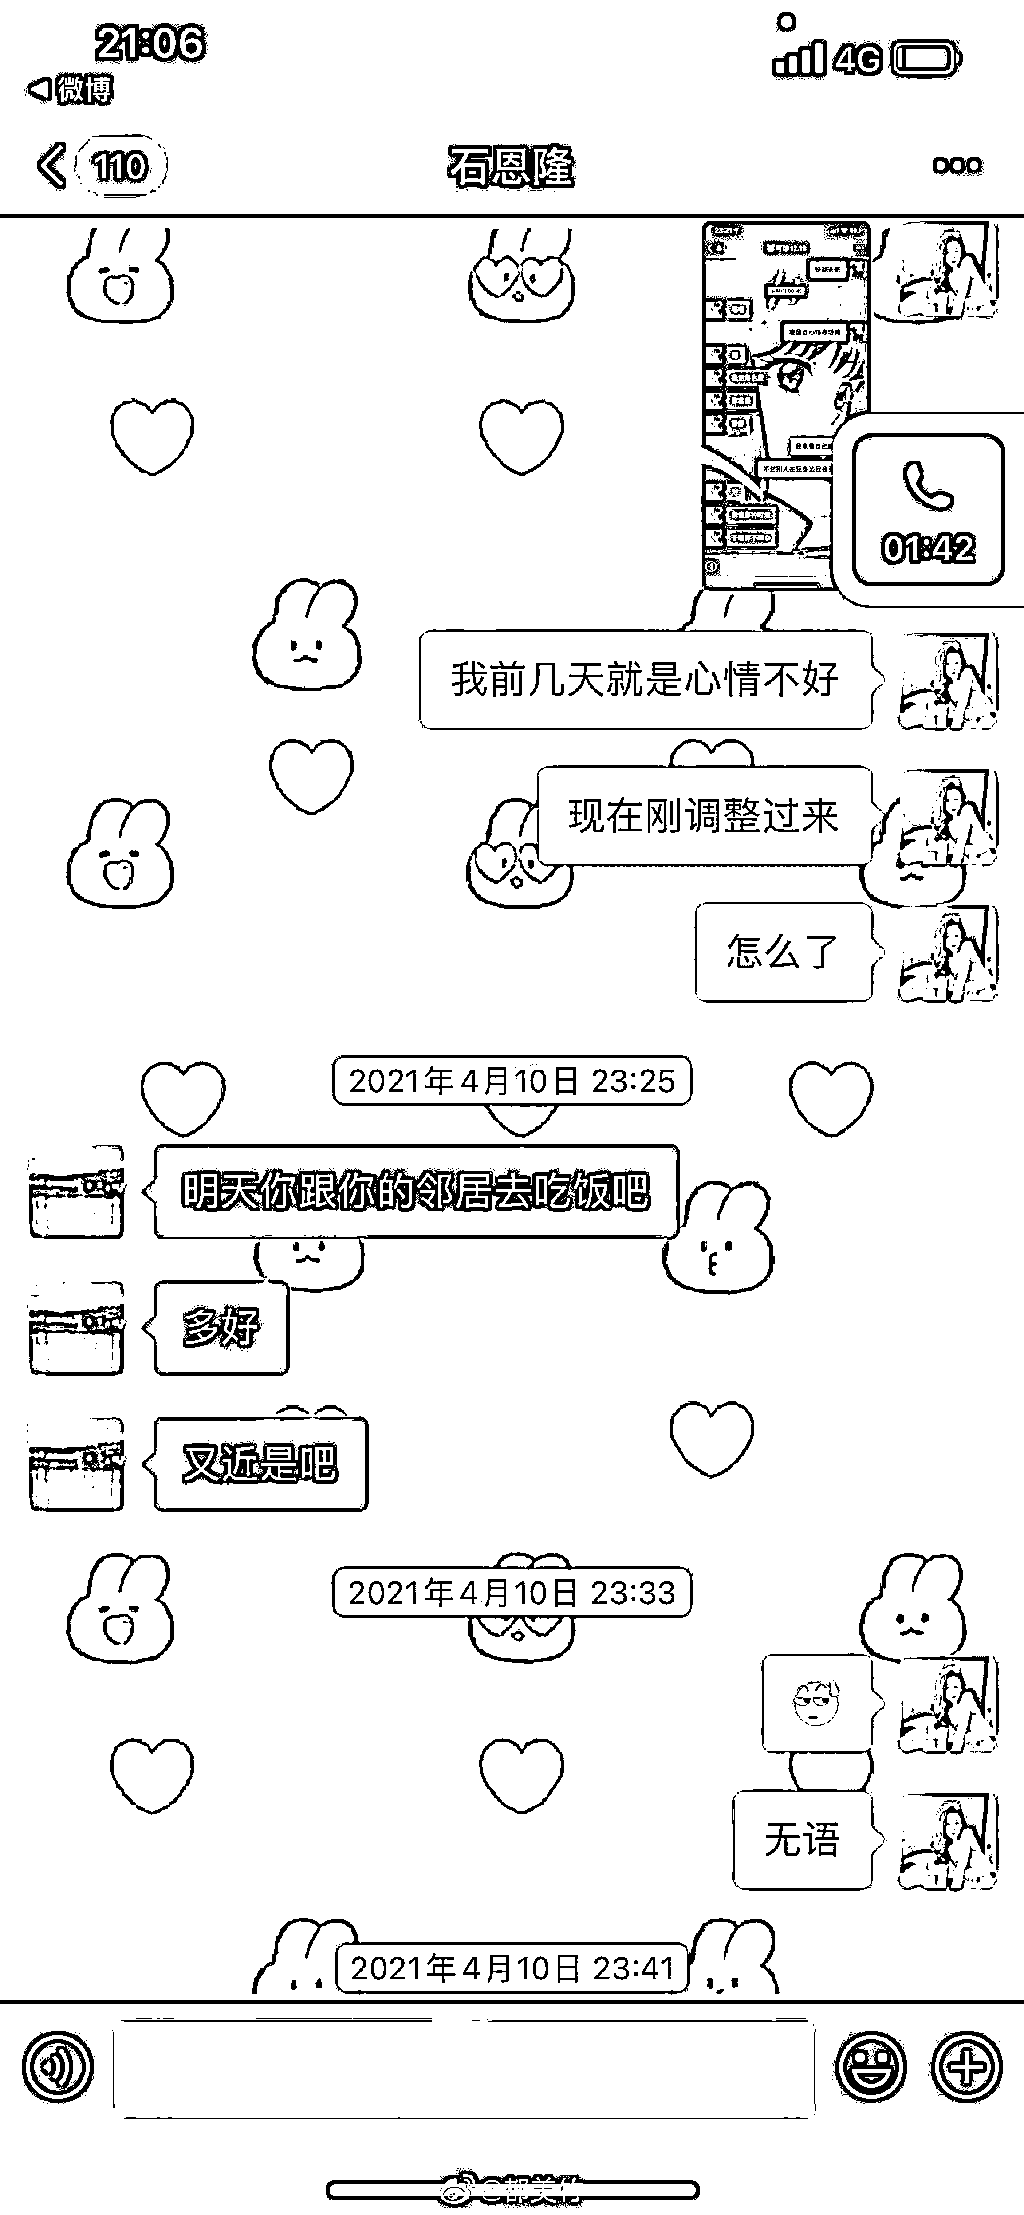 21:06
4G
微博
110
石恩隆
01:42
我前几天就是心情不好
现在刚调整过来
怎么了
2021年4月10日 23:25
明天你跟你的邻居去吃饭吧
多好
又近是吧
2021年4月10日 23:33
无语
2021年4月10日 23:41
@都美竹